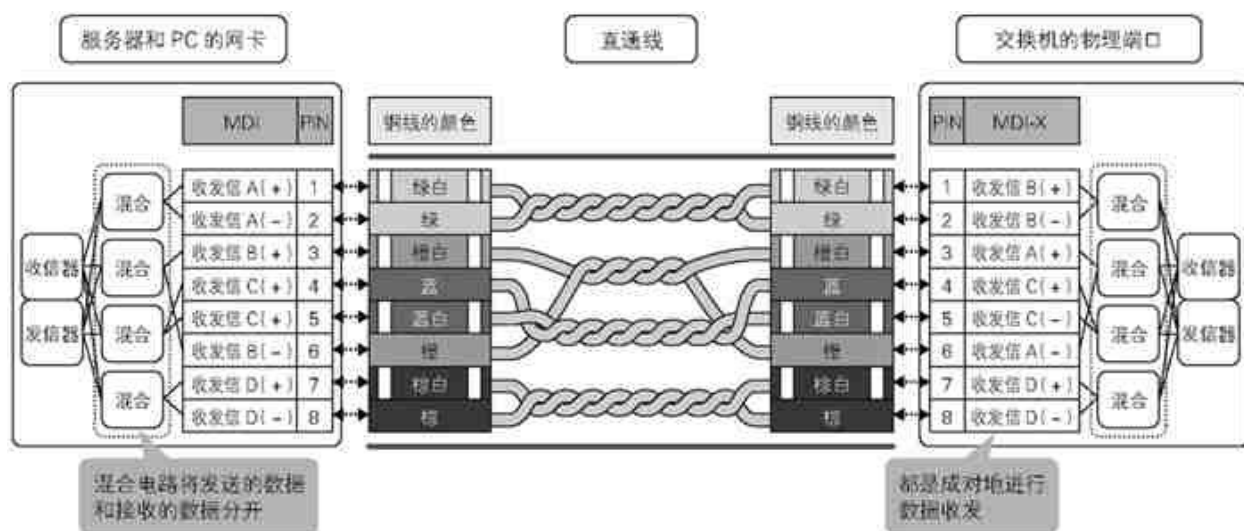 服务器和 PC 的网卡
直通线
交换机的物理端口
MDI PIN
铜线的颜色
铜线的颜色
PIN MDI-X
收信器
发信器
混合
混合
混合
混合
收发信 A(+) 1
收发信 A(-) 2
收发信 B(+) 3
收发信 C(+) 4
收发信 C(-) 5
收发信 B(-) 6
收发信 D(+) 7
收发信 D(-) 8
绿白
绿
橙白
蓝
蓝白
橙
棕白
棕
绿白
绿
橙白
蓝
蓝白
橙
棕白
棕
1 收发信 B(+)
2 收发信 B(-)
3 收发信 A(+)
4 收发信 C(+)
5 收发信 C(-)
6 收发信 A(-)
7 收发信 D(+)
8 收发信 D(-)
混合
混合
混合
混合
收信器
发信器
混合电路将发送的数据
和接收的数据分开
都是成对地进行
数据收发